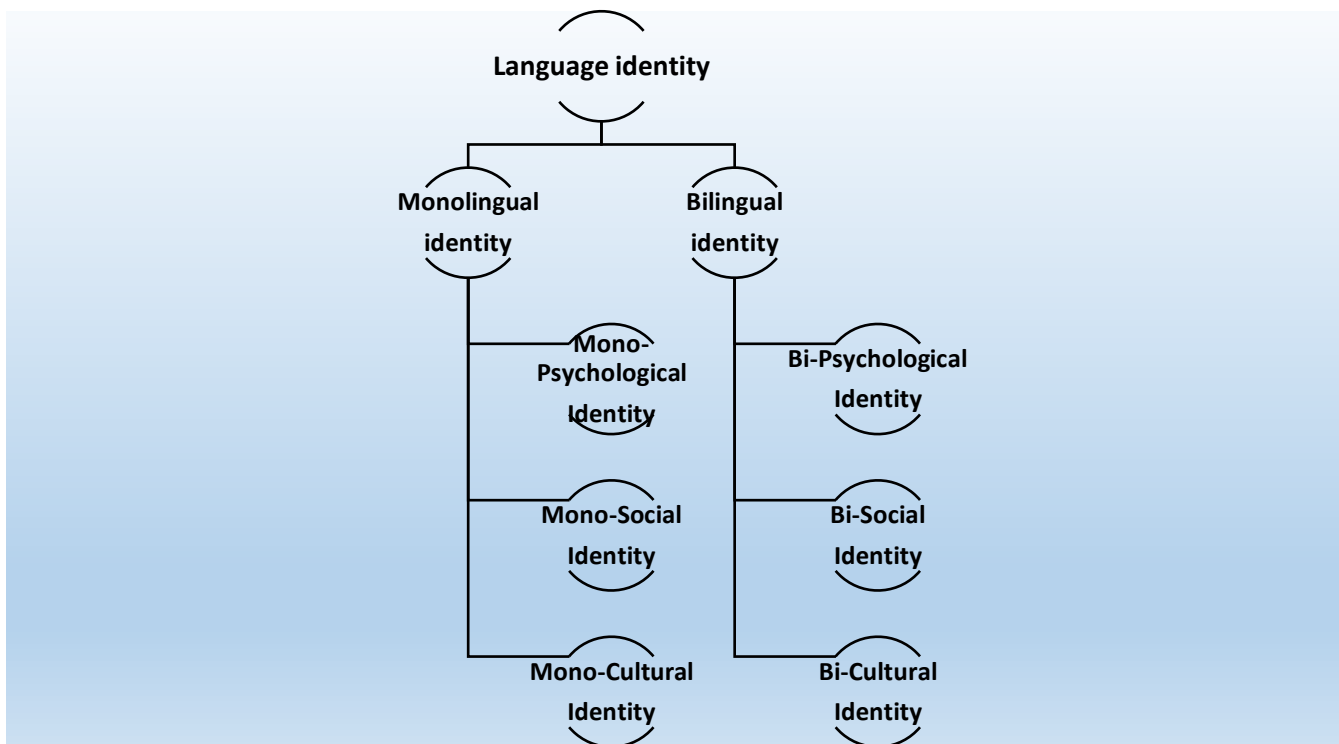 Language identity
Monolingual
identity
Bilingual
identity
Mono-
Psychological
Identity
Bi-Psychological
Identity
Mono-Social
Identity
Bi-Social
Identity
Mono-Cultural
Identity
Bi-Cultural
Identity